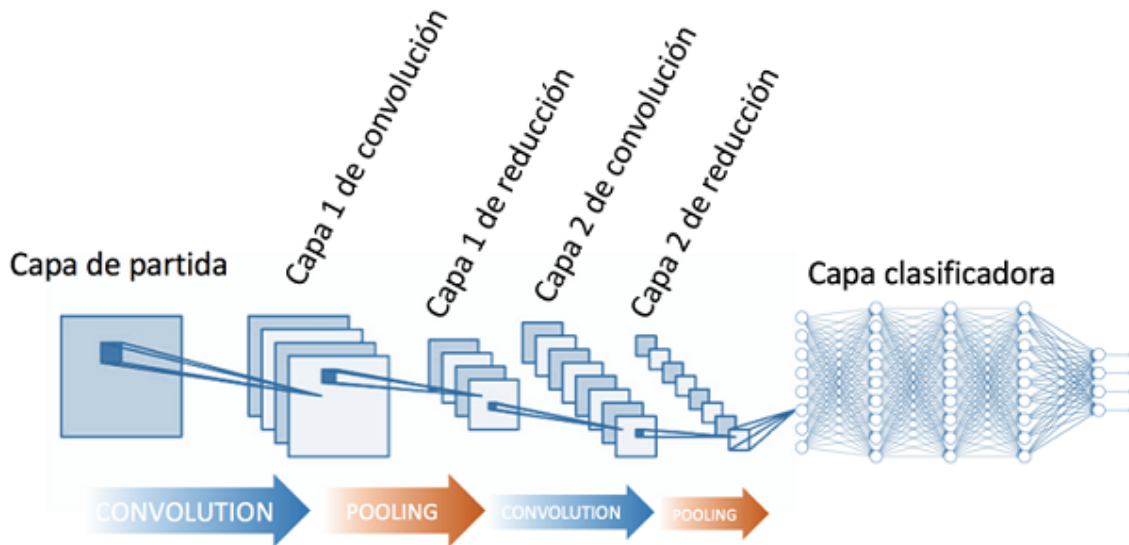 Capa de partida
Capa 1 de convolución
Capa 1 de reducción
Capa 2 de convolución
Capa 2 de reducción
Capa clasificadora
CONVOLUTION
POOLING
CONVOLUTION
POOLING